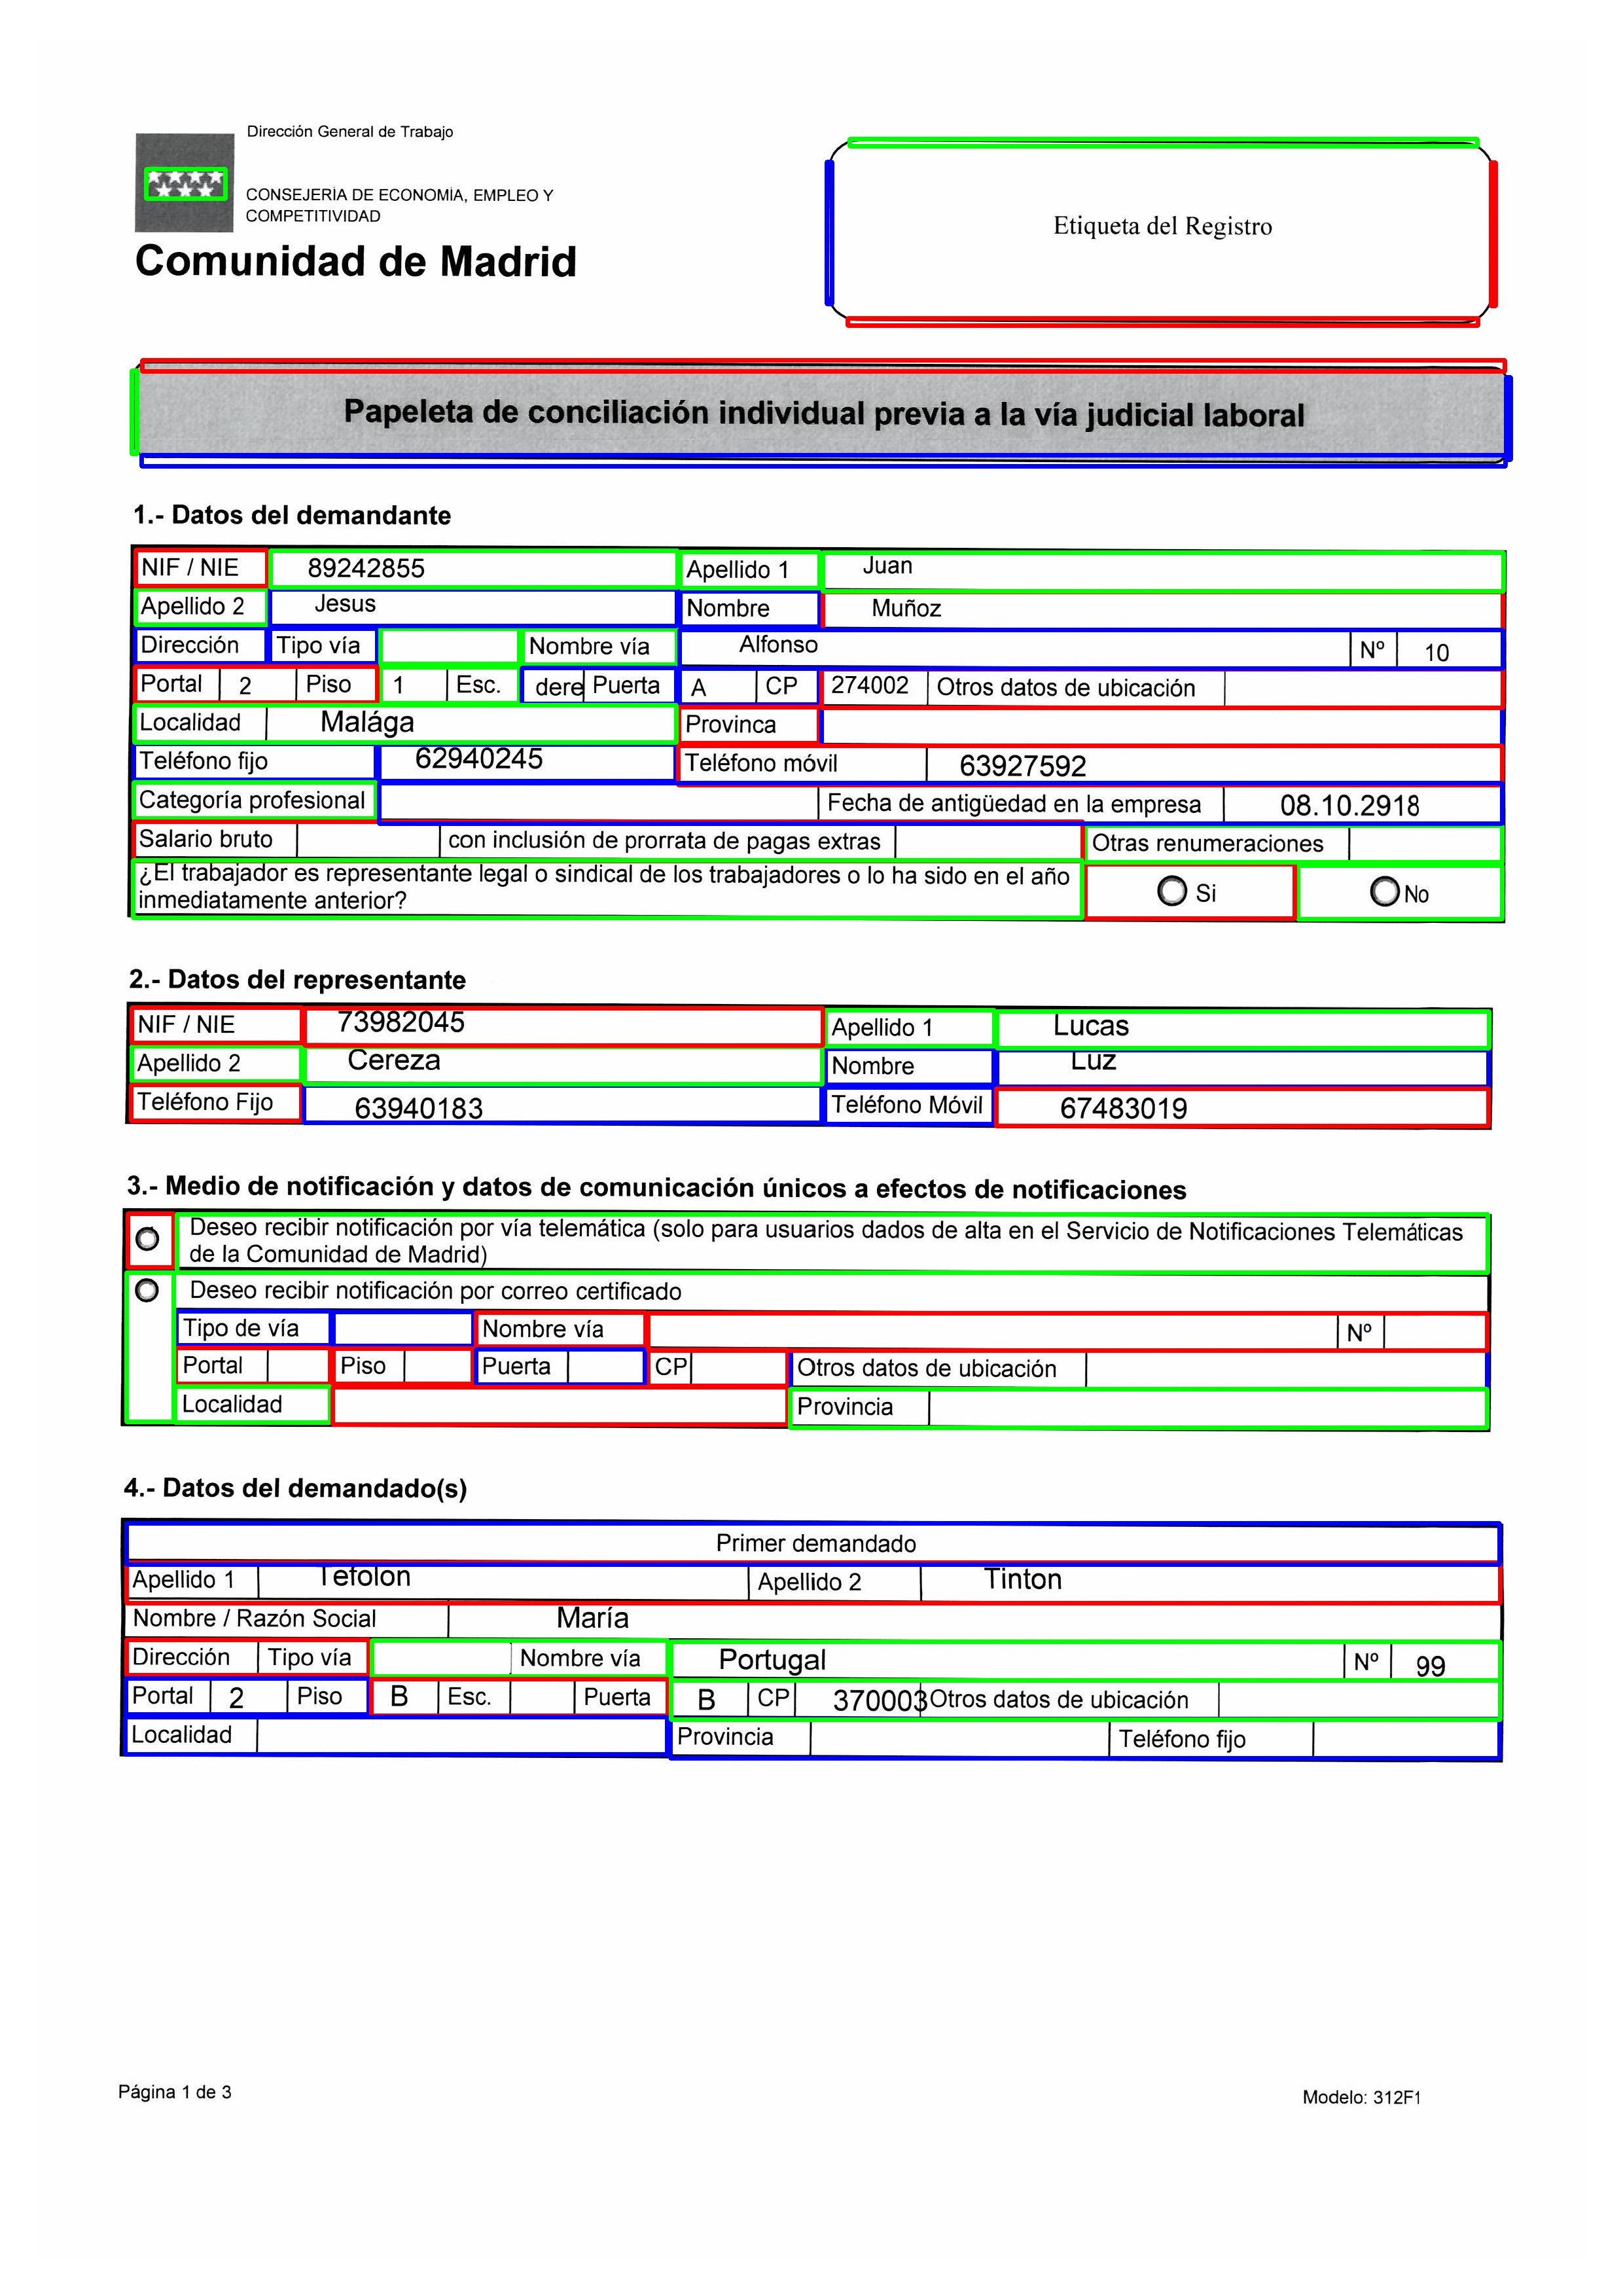 Dirección General de Trabajo
CONSEJERÍA DE ECONOMÍA, EMPLEO Y
COMPETITIVIDAD
Comunidad de Madrid
Etiqueta del Registro
Papeleta de conciliación individual previa a la vía judicial laboral
1.- Datos del demandante
NIF / NIE 89242855 Apellido 1 Juan
Apellido 2 Jesus Nombre Muñoz
Dirección Tipo vía Nombre vía Alfonso Nº 10
Portal 2 Piso 1 Esc. dere Puerta A CP 274002 Otros datos de ubicación
Localidad Malága Provinca
Teléfono fijo 62940245 Teléfono móvil 63927592
Categoría profesional Fecha de antigüedad en la empresa 08.10.2918
Salario bruto con inclusión de prorrata de pagas extras Otras renumeraciones
¿El trabajador es representante legal o sindical de los trabajadores o lo ha sido en el año
inmediatamente anterior? Si No
2.- Datos del representante
NIF / NIE 73982045 Apellido 1 Lucas
Apellido 2 Cereza Nombre Luz
Teléfono Fijo 63940183 Teléfono Móvil 67483019
3.- Medio de notificación y datos de comunicación únicos a efectos de notificaciones
Deseo recibir notificación por vía telemática (solo para usuarios dados de alta en el Servicio de Notificaciones Telemáticas
de la Comunidad de Madrid)
Deseo recibir notificación por correo certificado
Tipo de vía Nombre vía Nº
Portal Piso Puerta CP Otros datos de ubicación
Localidad Provincia
4.- Datos del demandado(s)
Primer demandado
Apellido 1 Tefolon Apellido 2 Tinton
Nombre / Razón Social María
Dirección Tipo vía Nombre vía Portugal Nº 99
Portal 2 Piso B Esc. Puerta B CP 370003 Otros datos de ubicación
Localidad Provincia Teléfono fijo
Página 1 de 3
Modelo: 312F1